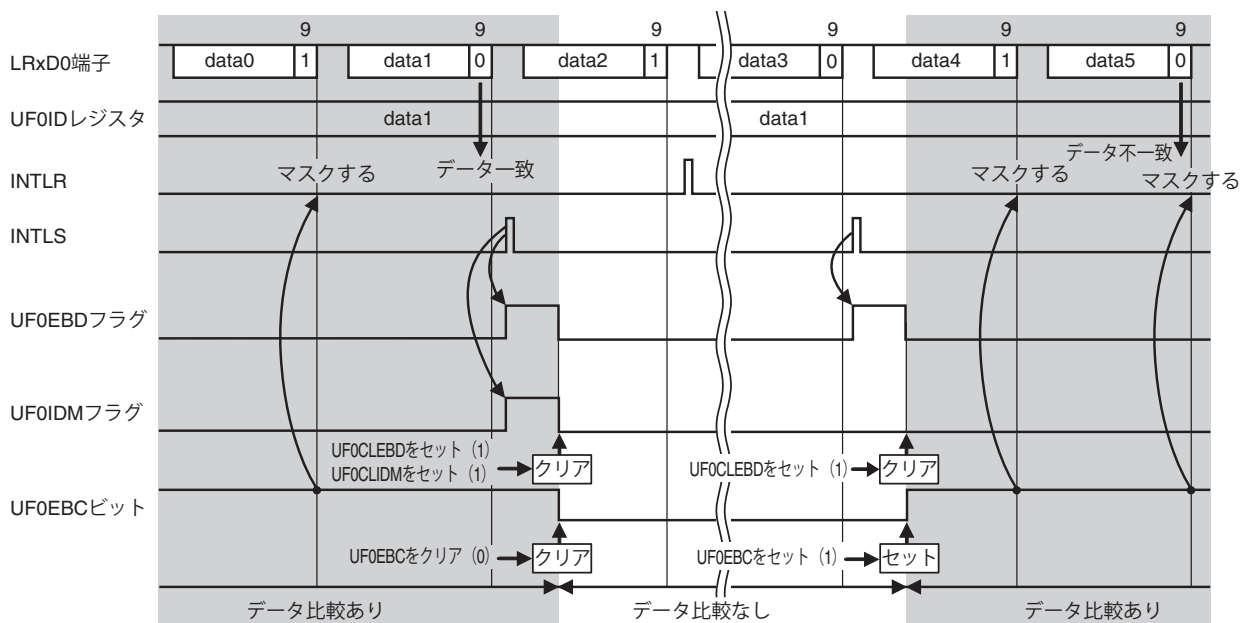 9 9 9 9 9 9
LRxD0端子 data0 1 data1 0 data2 1 data3 0 data4 1 data5 0
UF0IDレジスタ data1 data1
データ一致 データ不一致
INTLR マスクする マスクする マスクする
INTLS
UF0EBDフラグ
UF0IDMフラグ
UF0CLEBDをセット（1）
UF0CLIDMをセット（1） クリア UF0CLEBDをセット（1） クリア
UF0EBCビット
UF0EBCをクリア（0） クリア UF0EBCをセット（1） セット
データ比較あり データ比較なし データ比較あり